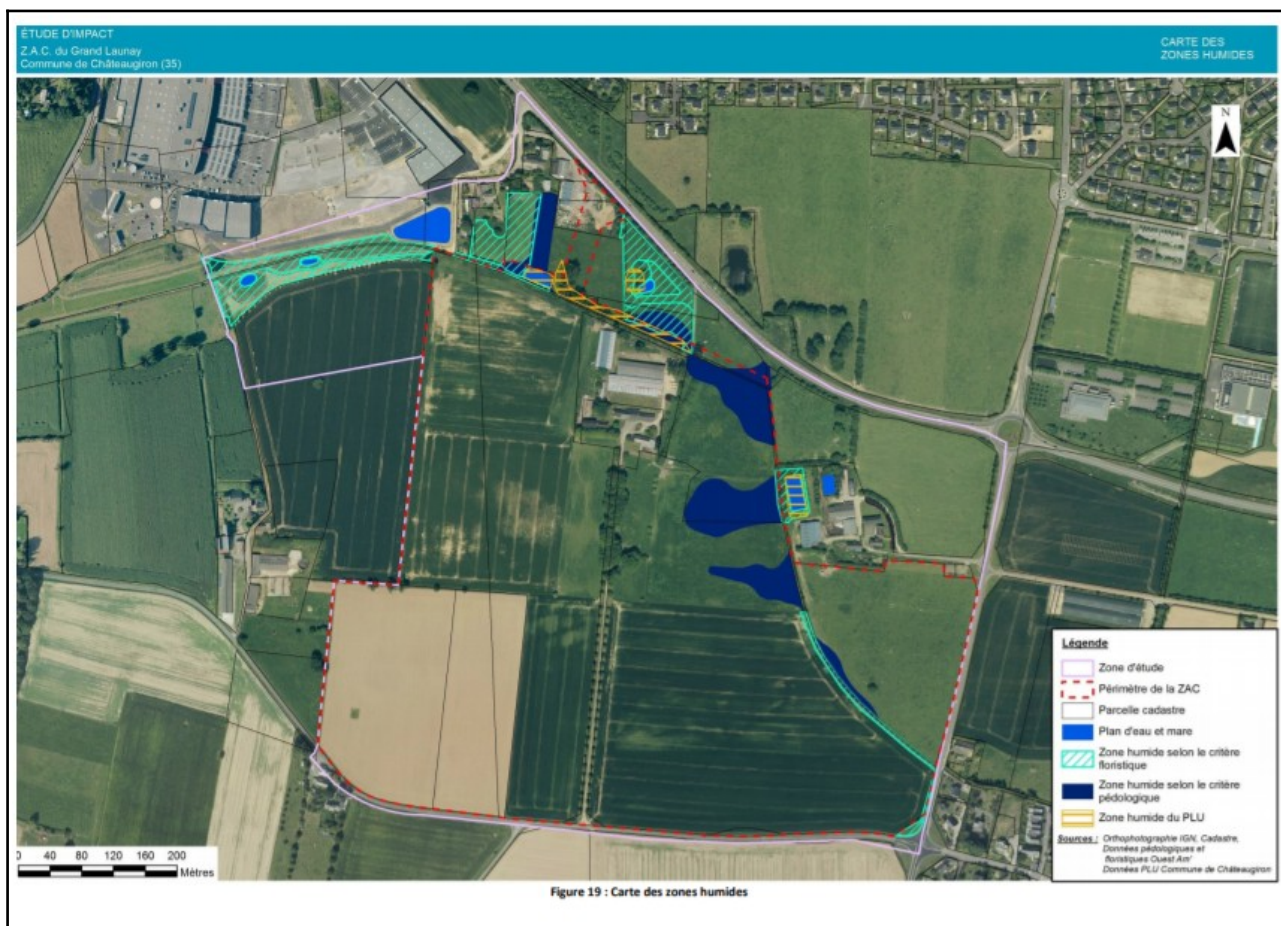 ÉTUDE D'IMPACT
Z.A.C. du Grand Launay
Commune de Châteaugiron (35)
CARTE DES
ZONES HUMIDES
N
Légende
Zone d'étude
Périmètre de la ZAC
Parcelle cadastre
Plan d'eau et mare
Zone humide selon le critère
floristique
Zone humide selon le critère
pédologique
Zone humide du PLU
Sources : Orthophotographie IGN, Cadastre,
Données pédologiques et
floristiques Ouest Am'
Données PLU Commune de Châteaugiron
0 40 80 120 160 200
Mètres
Figure 19 : Carte des zones humides